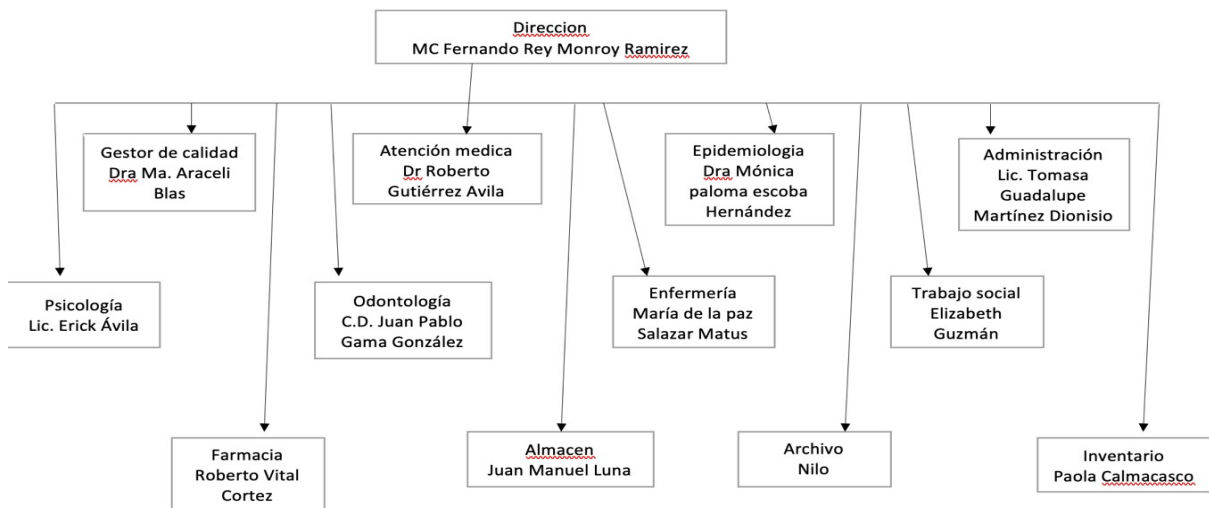 Direccion
MC Fernando Rey Monroy Ramirez
Gestor de calidad
Dra Ma. Araceli
Blas
Atención medica
Dr Roberto
Gutiérrez Avila
Epidemiologia
Dra Mónica
paloma escoba
Hernández
Administración
Lic. Tomasa
Guadalupe
Martínez Dionisio
Psicología
Lic. Erick Ávila
Odontología
C.D. Juan Pablo
Gama González
Enfermería
María de la paz
Salazar Matus
Trabajo social
Elizabeth
Guzmán
Farmacia
Roberto Vital
Cortez
Almacen
Juan Manuel Luna
Archivo
Nilo
Inventario
Paola Calmacasco